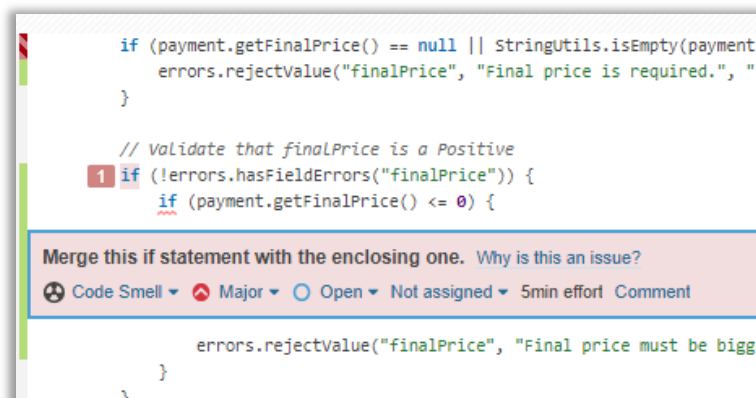 if (payment.getFinalPrice() == null || StringUtils.isEmpty(payment
errors.rejectValue("finalPrice", "Final price is required.", "
}
// Validate that finalPrice is a Positive
1 if (!errors.hasFieldErrors("finalPrice")) {
if (payment.getFinalPrice() <= 0) {
Merge this if statement with the enclosing one. Why is this an issue?
Code Smell Major Open Not assigned 5min effort Comment
errors.rejectValue("finalPrice", "Final price must be bigg
}
}